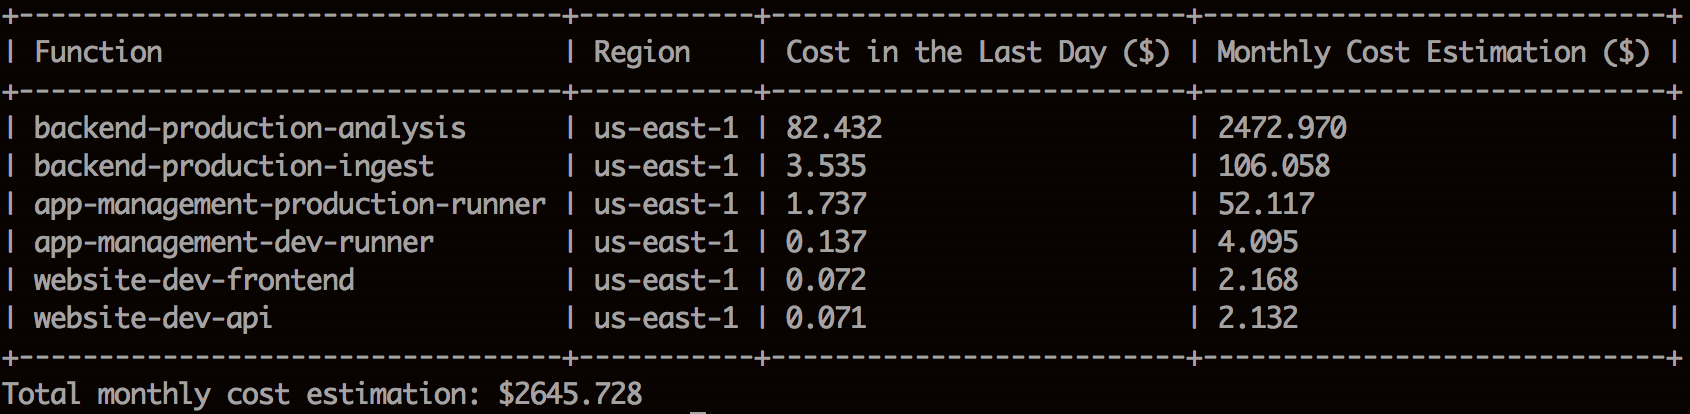 +----------------------------------+-----------+--------------------------+-----------------------------+
| Function                         | Region    | Cost in the Last Day ($) | Monthly Cost Estimation ($) |
+----------------------------------+-----------+--------------------------+-----------------------------+
| backend-production-analysis      | us-east-1 | 82.432                   | 2472.970                    |
| backend-production-ingest        | us-east-1 | 3.535                    | 106.058                     |
| app-management-production-runner | us-east-1 | 1.737                    | 52.117                      |
| app-management-dev-runner        | us-east-1 | 0.137                    | 4.095                       |
| website-dev-frontend             | us-east-1 | 0.072                    | 2.168                       |
| website-dev-api                  | us-east-1 | 0.071                    | 2.132                       |
+----------------------------------+-----------+--------------------------+-----------------------------+
Total monthly cost estimation: $2645.728